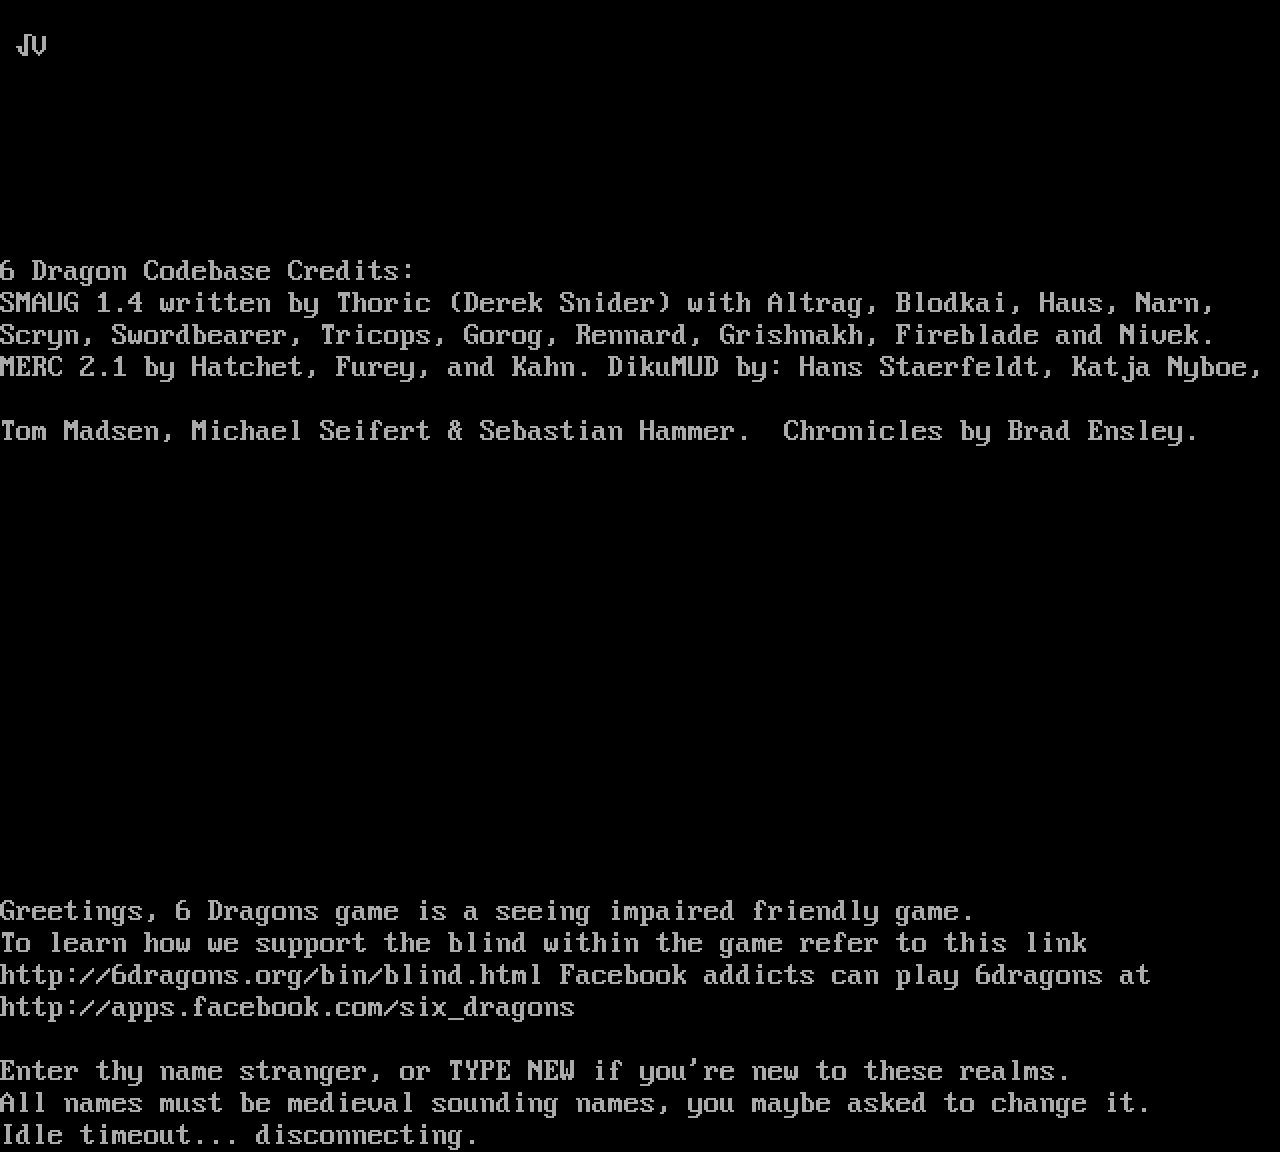 √V
6 Dragon Codebase Credits:
SMAUG 1.4 written by Thoric (Derek Snider) with Altrag, Blodkai, Haus, Narn,
Scryn, Swordbearer, Tricops, Gorog, Rennard, Grishnakh, Fireblade and Nivek.
MERC 2.1 by Hatchet, Furey, and Kahn. DikuMUD by: Hans Staerfeldt, Katja Nyboe,
Tom Madsen, Michael Seifert & Sebastian Hammer.  Chronicles by Brad Ensley.
Greetings, 6 Dragons game is a seeing impaired friendly game.
To learn how we support the blind within the game refer to this link
http://6dragons.org/bin/blind.html Facebook addicts can play 6dragons at
http://apps.facebook.com/six_dragons
Enter thy name stranger, or TYPE NEW if you're new to these realms.
All names must be medieval sounding names, you maybe asked to change it.
Idle timeout... disconnecting.